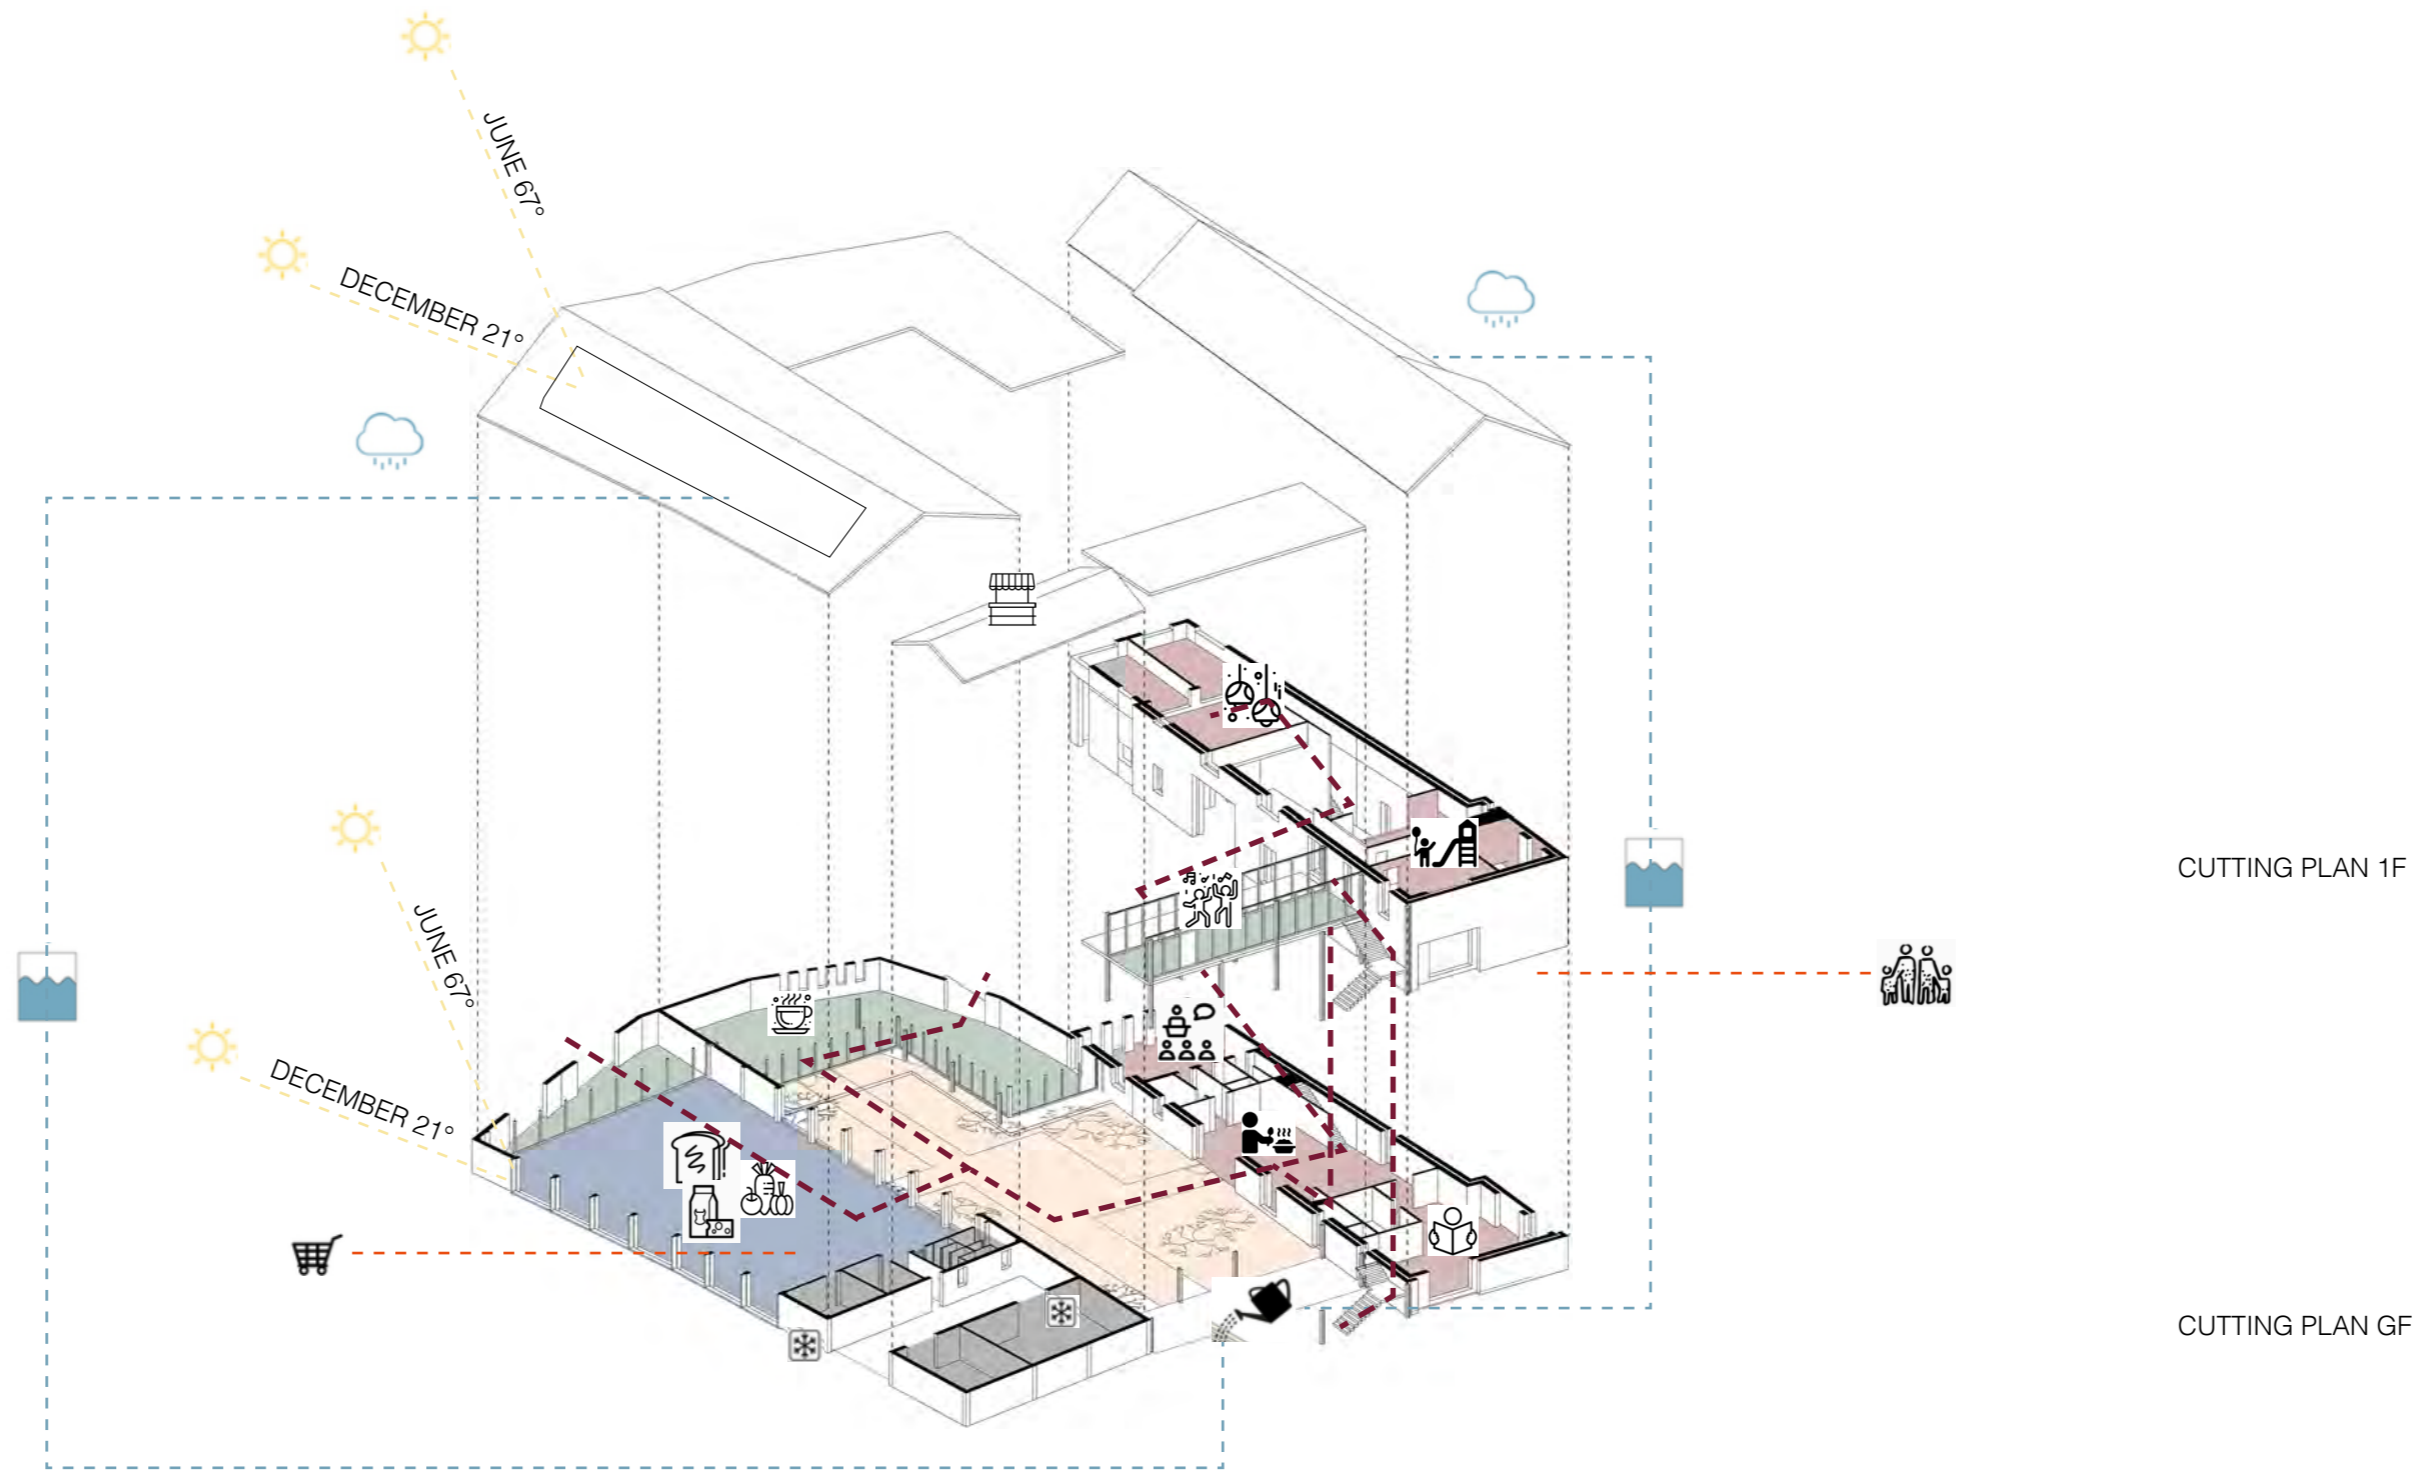 JUNE 67°
DECEMBER 21°
JUNE 67°
CUTTING PLAN 1F
DECEMBER 21°
CUTTING PLAN GF